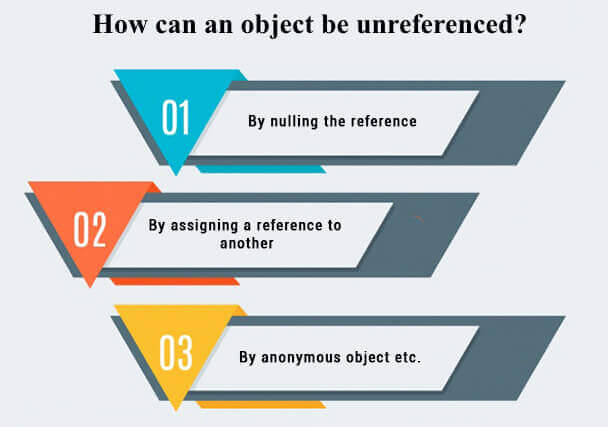 How can an object be unreferenced?
01
By nulling the reference
02
By assigning a reference to
another
03
By anonymous object etc.